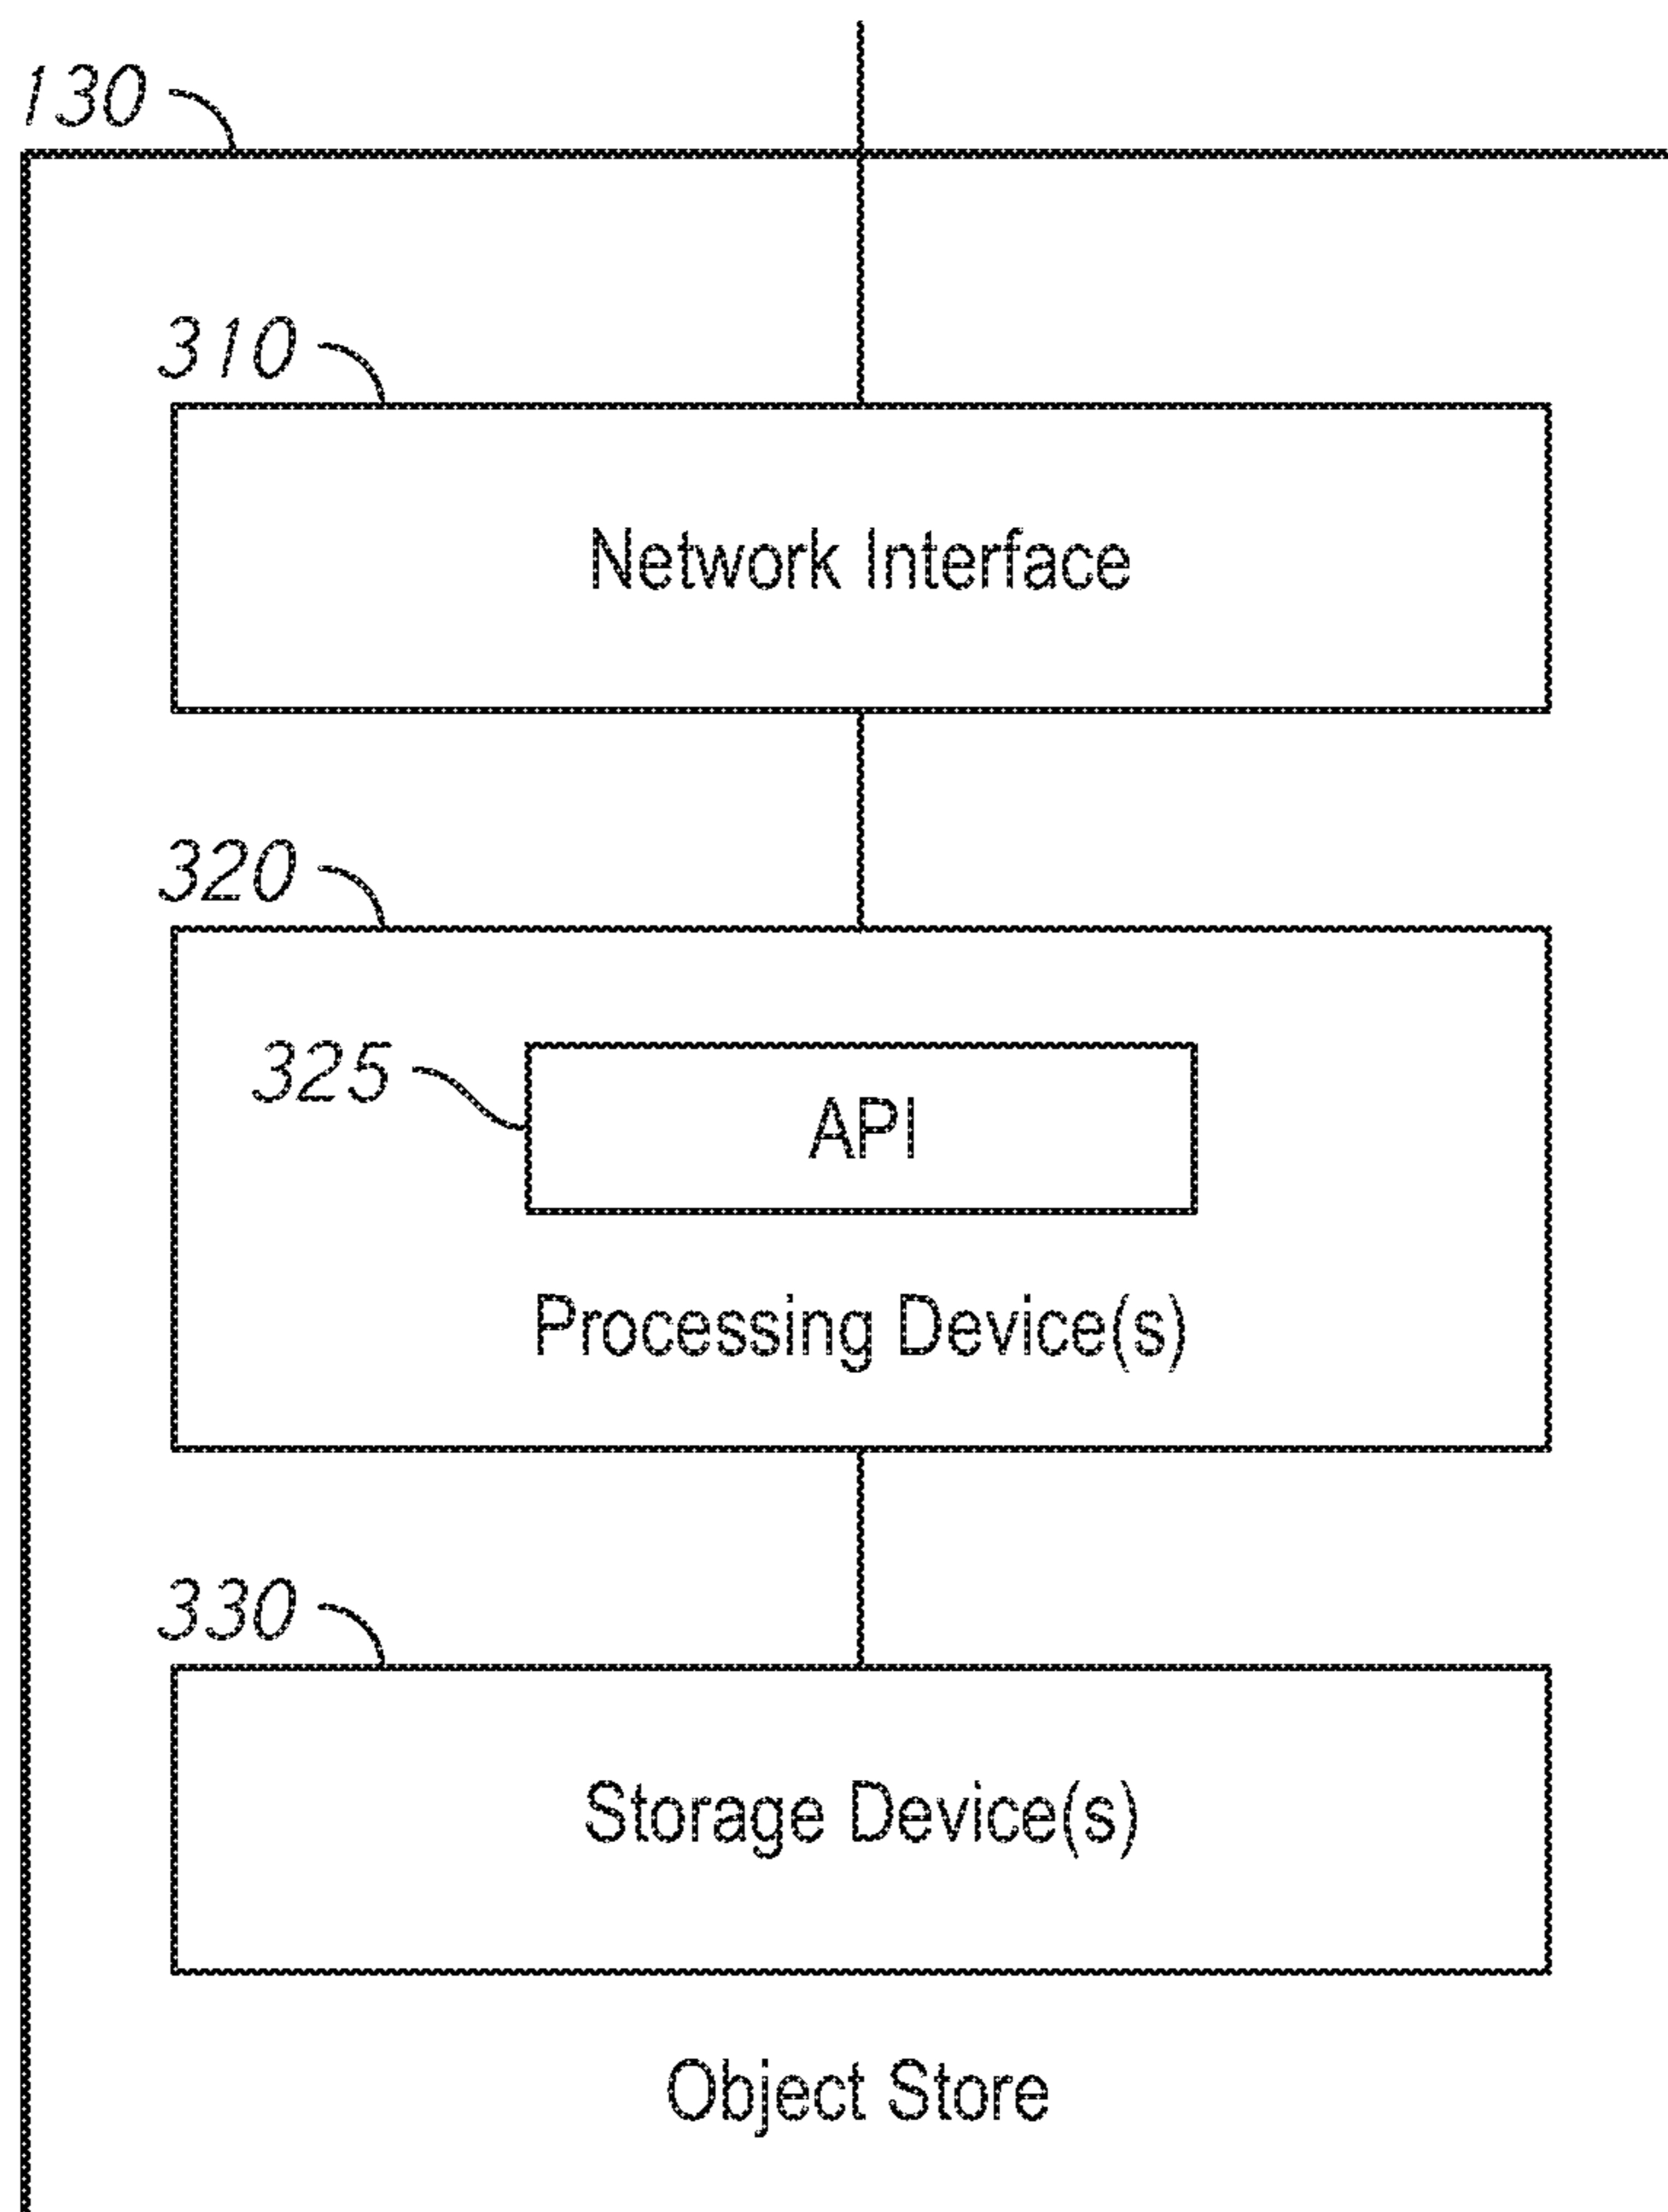 130
310
Network Interface
320
325
API
Processing Device(s)
330
Storage Device(s)
Object Store